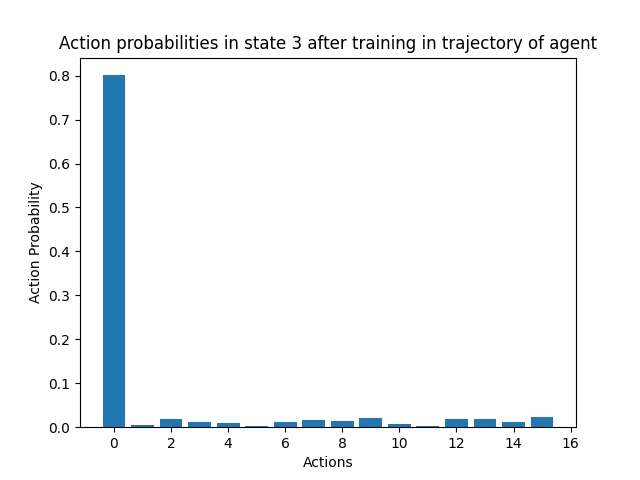 Action probabilities in state 3 after training in trajectory of agent
0.8
0.7
0.6
0.5
0.4
0.3
0.2
0.1
0.0
Action Probability
0 2 4 6 8 10 12 14 16
Actions